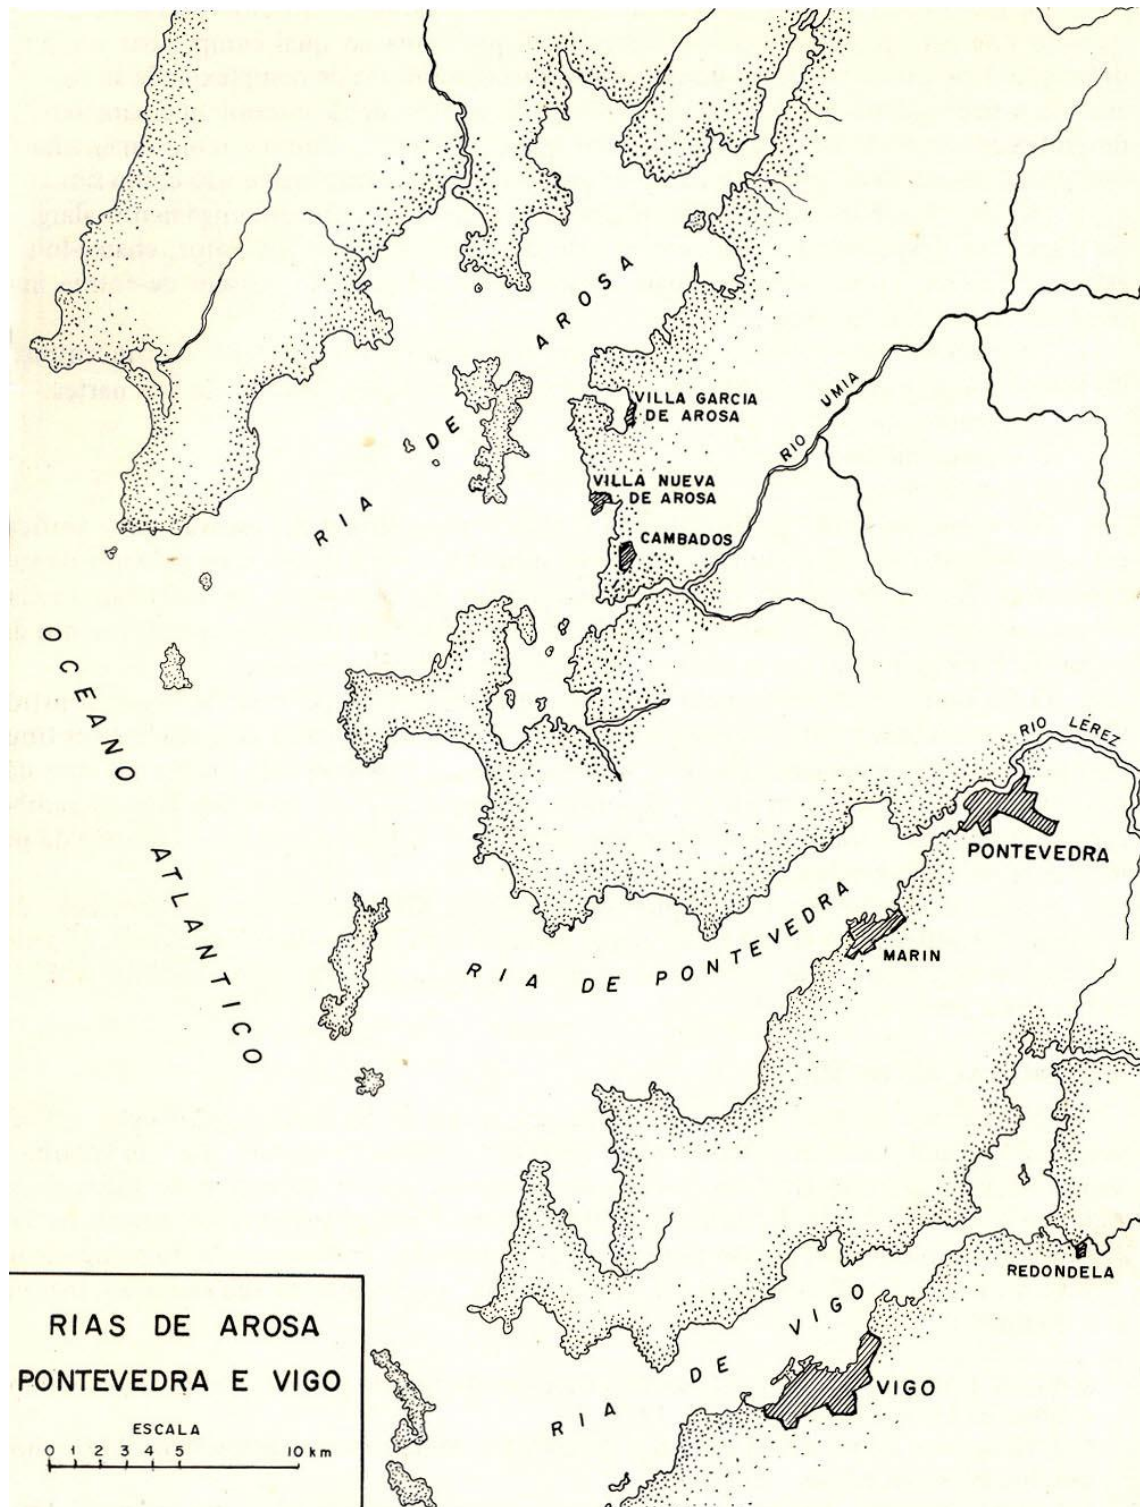 RIA DE AROSA
VILLA GARCIA
DE AROSA
RIO UMIA
VILLA NUEVA
DE AROSA
CAMBADOS
OCEANO ATLANTICO
RIO LÉREZ
PONTEVEDRA
RIA DE PONTEVEDRA
MARIN
REDONDELA
RIA DE VIGO
VIGO
RIAS DE AROSA
PONTEVEDRA E VIGO
ESCALA
0 1 2 3 4 5 10 km